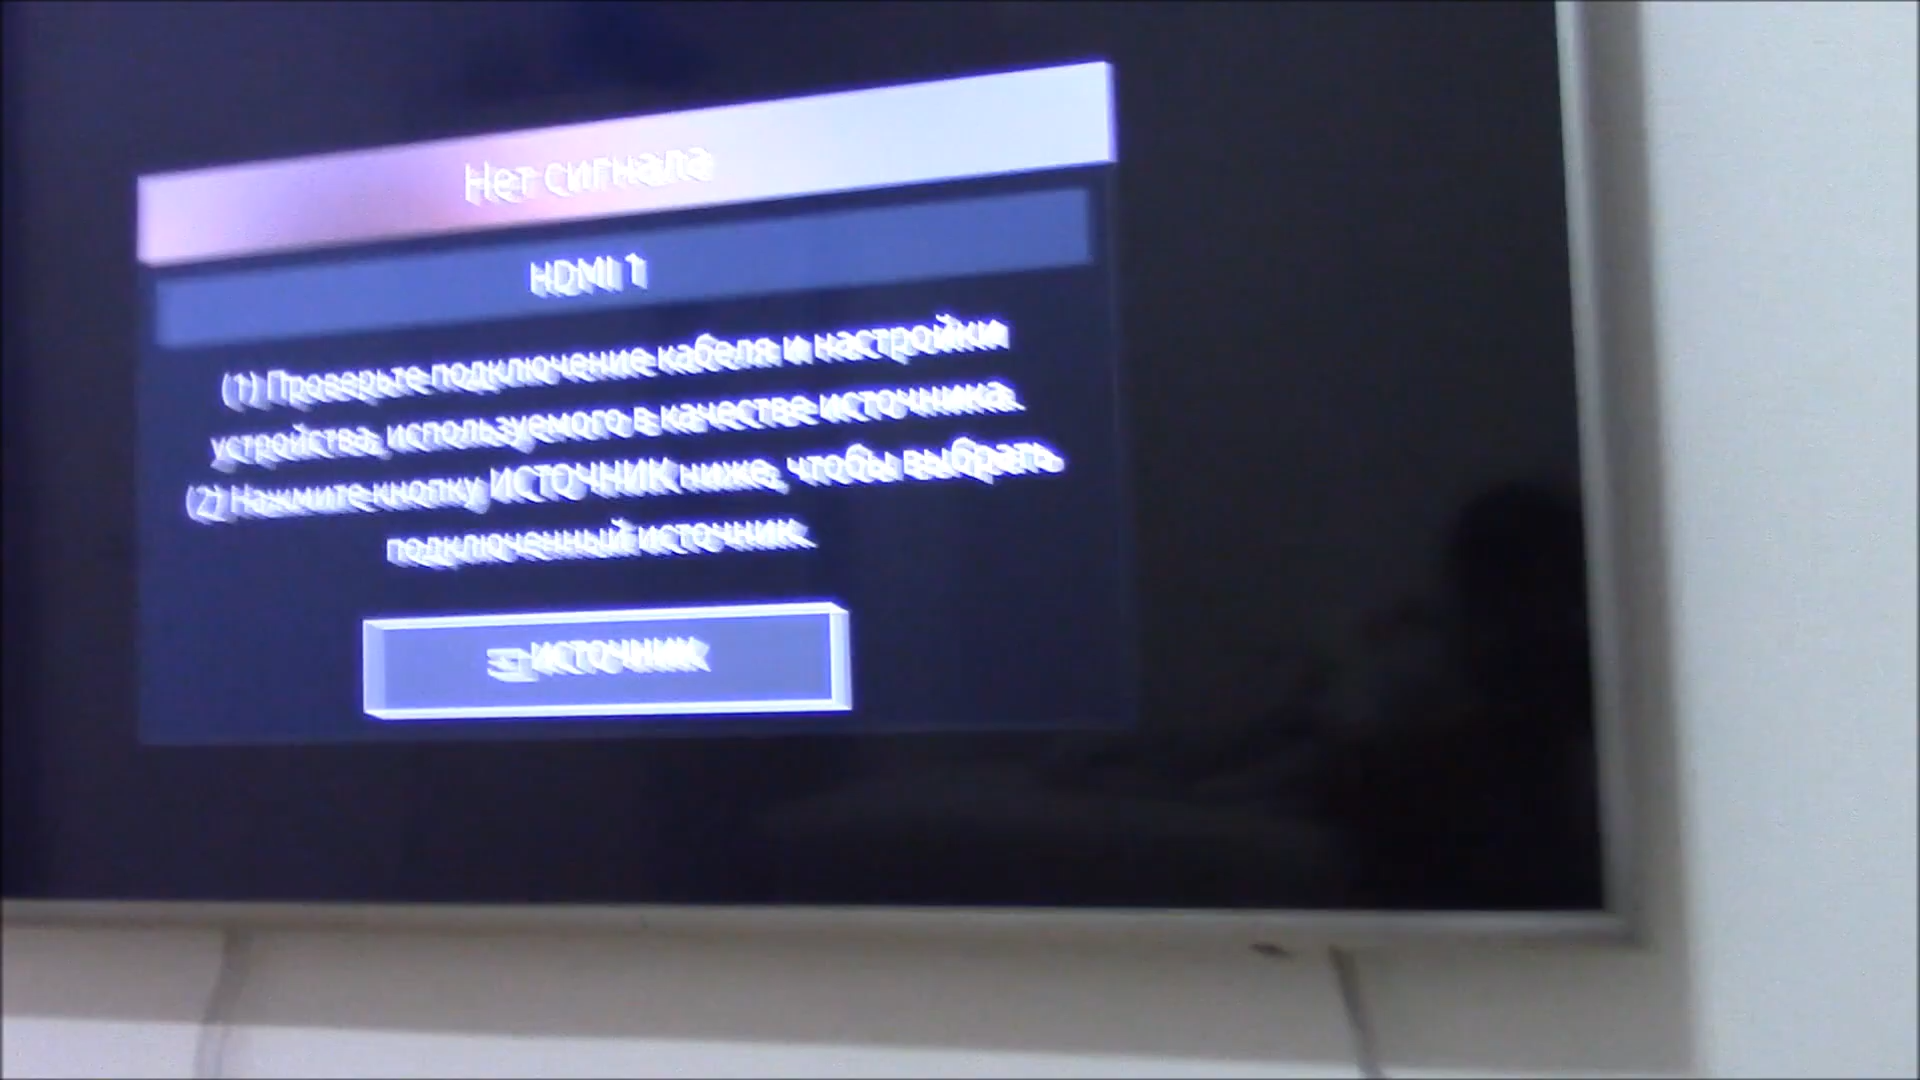 Нет сигнала
HDMI 1
(1) Проверьте подключение кабеля и настройки
устройства, используемого в качестве источника.
(2) Нажмите кнопку ИСТОЧНИК ниже, чтобы выбрать
подключенный источник.
ИСТОЧНИК